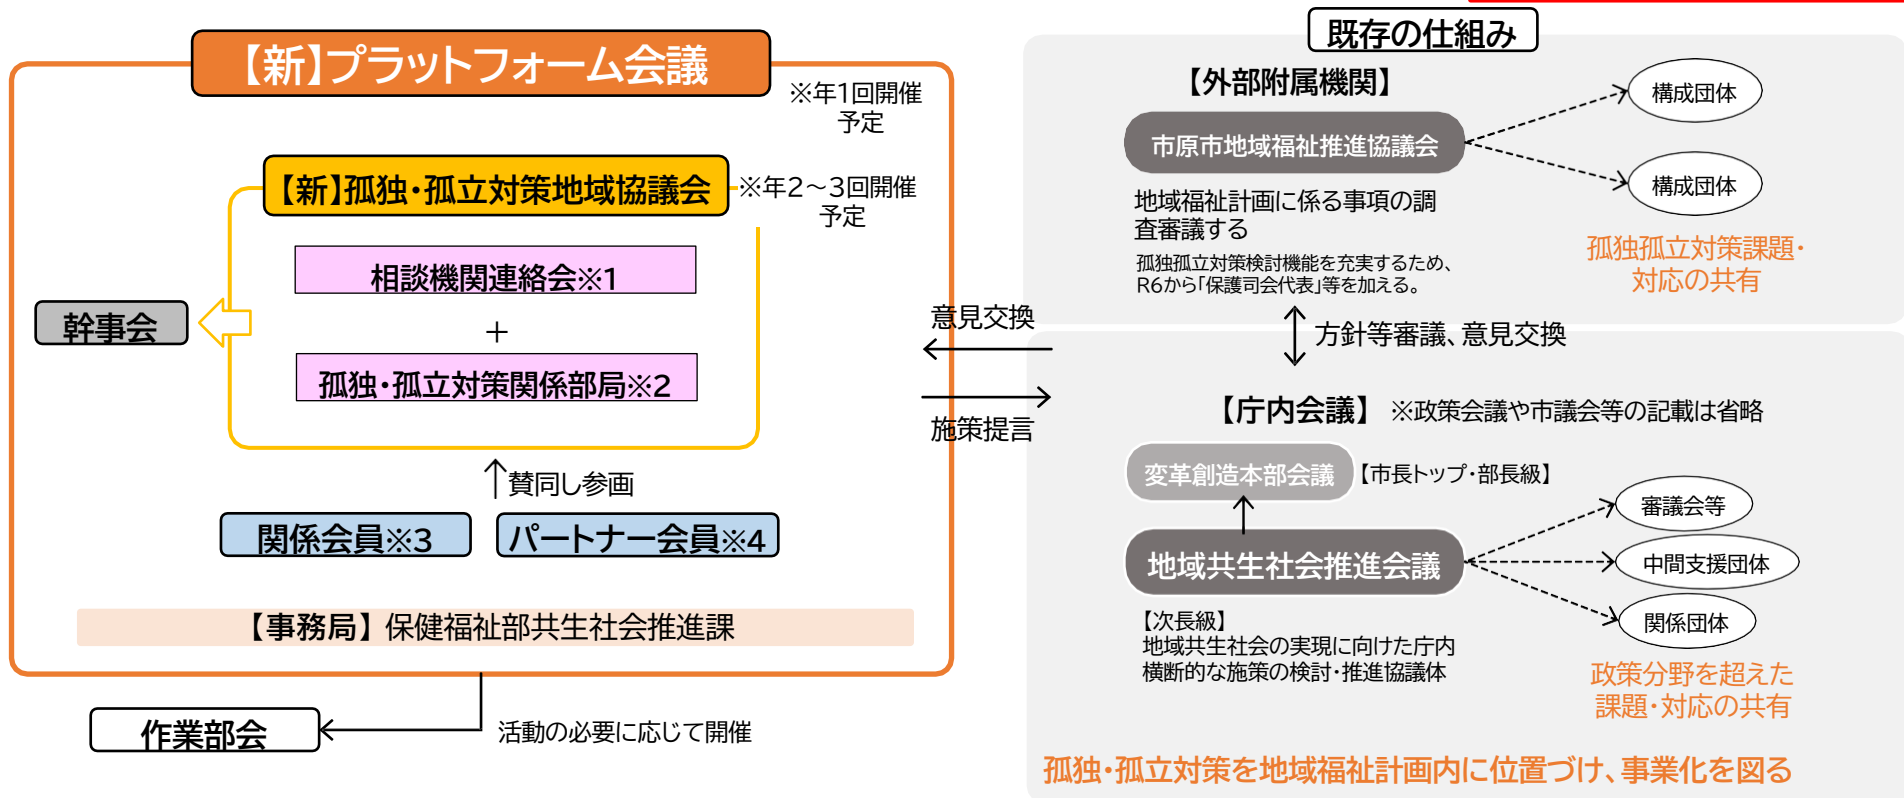 【新】プラットフォーム会議
※年1回開催
予定
【新】孤独・孤立対策地域協議会
※年2～3回開催
予定
相談機関連絡会※1
＋
孤独・孤立対策関係部局※2
幹事会
賛同し参画
関係会員※3
パートナー会員※4
【事務局】保健福祉部共生社会推進課
作業部会
活動の必要に応じて開催
意見交換
施策提言
既存の仕組み
【外部附属機関】
市原市地域福祉推進協議会
構成団体
構成団体
地域福祉計画に係る事項の調
査審議する
孤独孤立対策検討機能を充実するため、
R6から「保護司会代表」等を加える。
孤独孤立対策課題・
対応の共有
方針等審議、意見交換
【庁内会議】 ※政策会議や市議会等の記載は省略
変革創造本部会議
【市長トップ・部長級】
地域共生社会推進会議
審議会等
中間支援団体
関係団体
【次長級】
地域共生社会の実現に向けた庁内
横断的な施策の検討・推進協議体
政策分野を超えた
課題・対応の共有
孤独・孤立対策を地域福祉計画内に位置づけ、事業化を図る